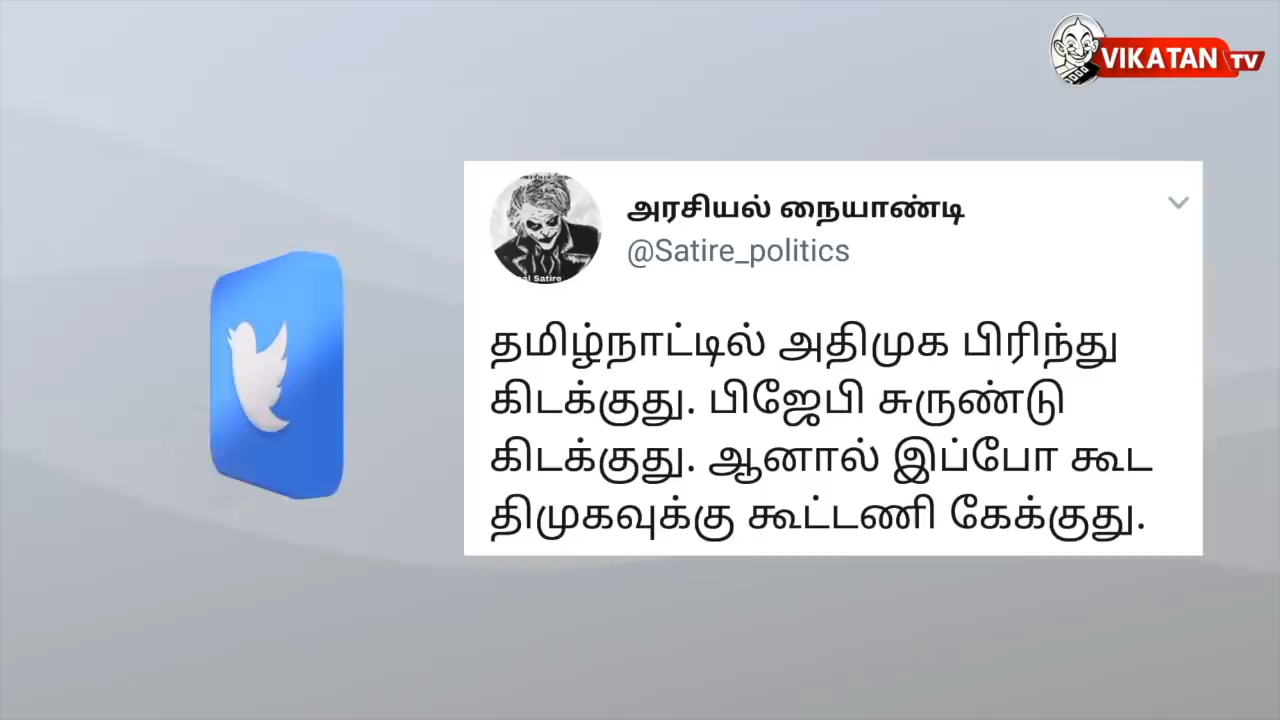 VIKATAN TV
அரசியல் நையாண்டி
@Satire_politics
தமிழ்நாட்டில் அதிமுக பிரிந்து
கிடக்குது. பிஜேபி சுருண்டு
கிடக்குது. ஆனால் இப்போ கூட
திமுகவுக்கு கூட்டணி கேக்குது.